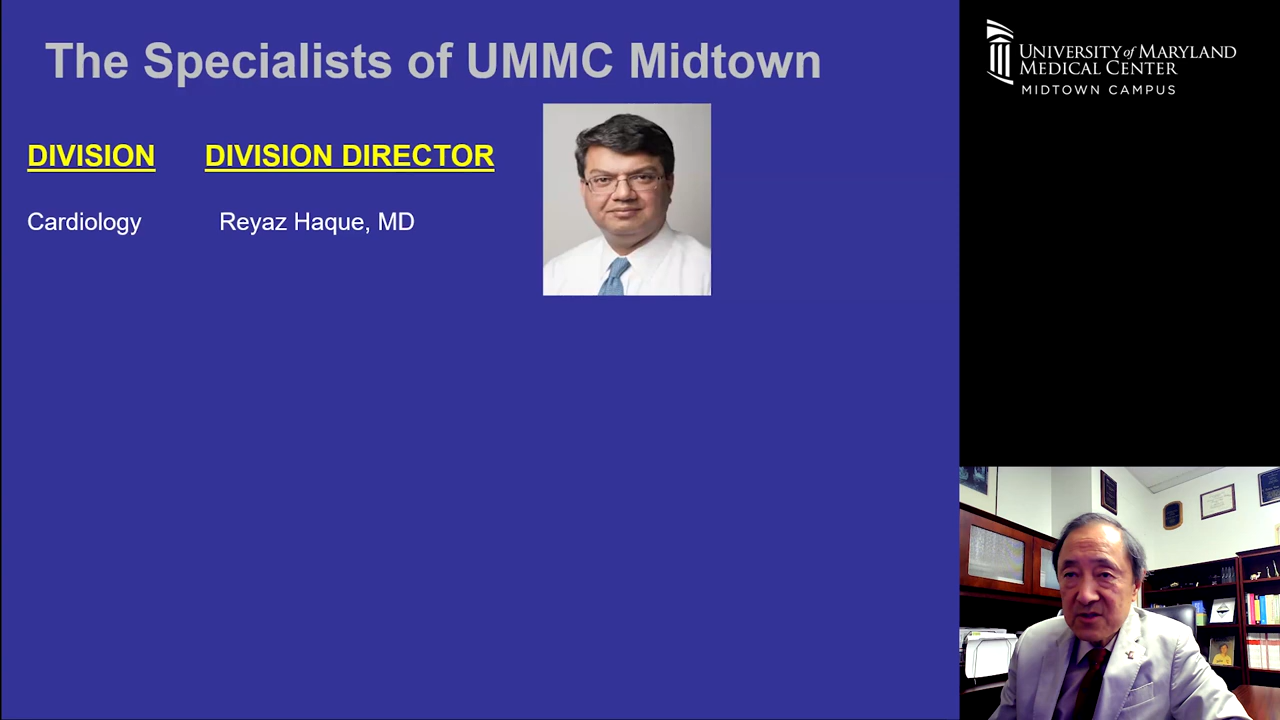 The Specialists of UMMC Midtown
DIVISION DIVISION DIRECTOR
Cardiology Reyaz Haque, MD
UNIVERSITY of MARYLAND
MEDICAL CENTER
MIDTOWN CAMPUS